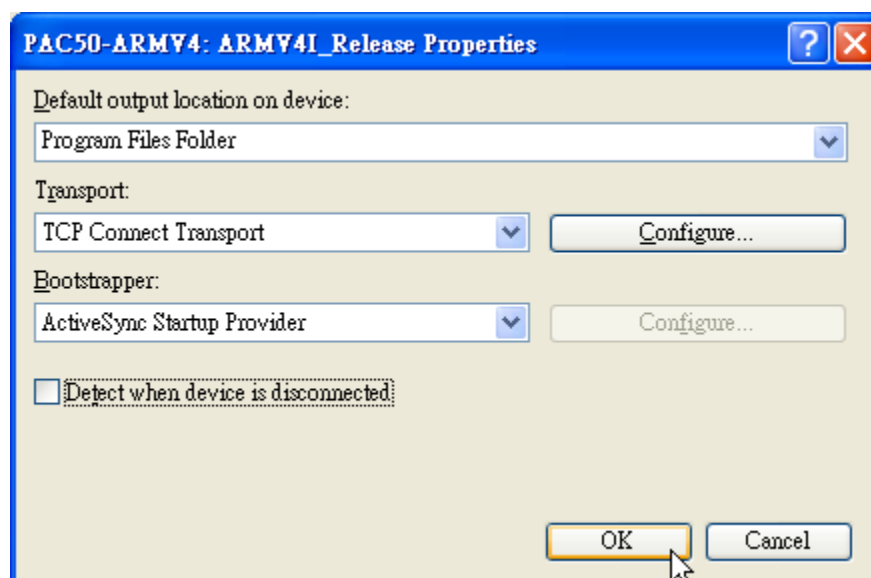 PAC50-ARMV4: ARMV4I_Release Properties
Default output location on device:
Program Files Folder
Transport:
TCP Connect Transport
Configure...
Bootstrapper:
ActiveSync Startup Provider
Configure...
Detect when device is disconnected
OK
Cancel